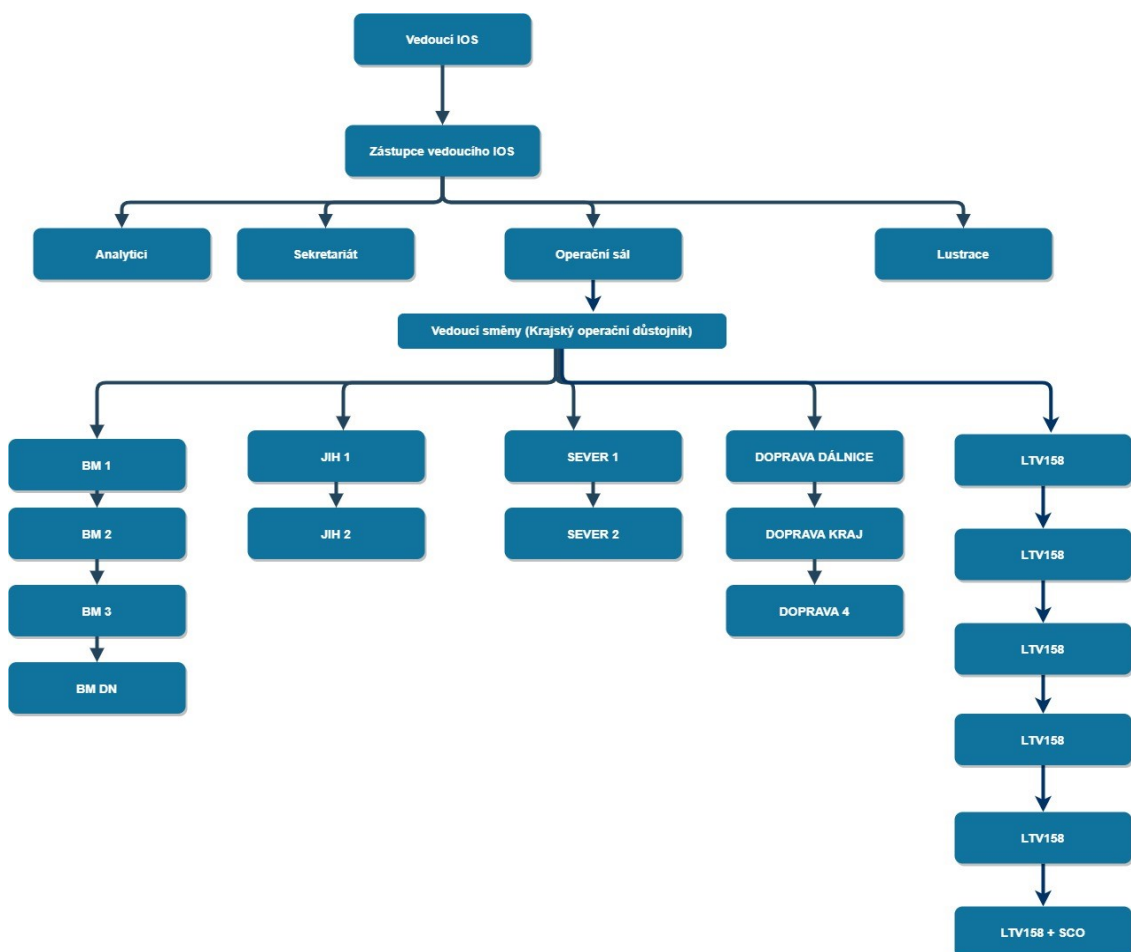 Vedoucí IOS
Zástupce vedoucího IOS
Analytici
Sekretariát
Operační sál
Lustrace
Vedoucí směny (Krajský operační důstojník)
BM 1
JIH 1
SEVER 1
DOPRAVA DÁLNICE
LTV158
BM 2
JIH 2
SEVER 2
DOPRAVA KRAJ
LTV158
BM 3
DOPRAVA 4
LTV158
BM DN
LTV158
LTV158
LTV158 + SCO